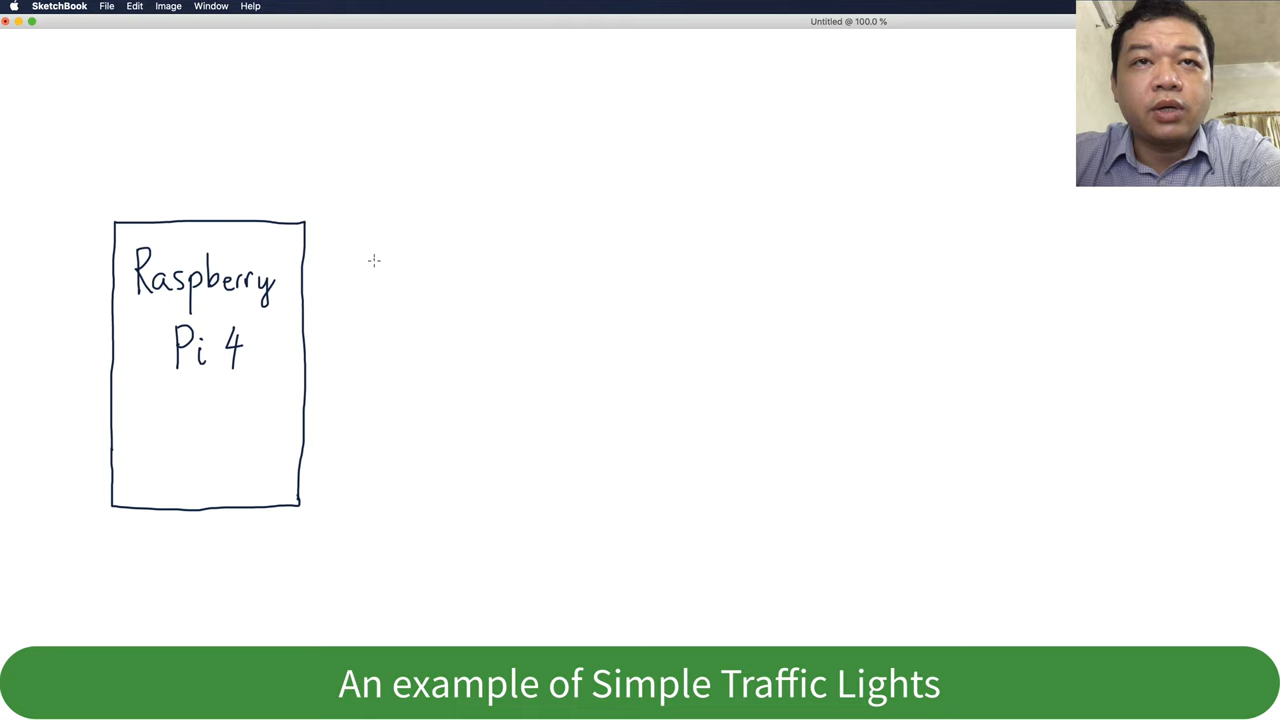 SketchBook File Edit Image Window Help
Untitled @ 100.0 %
Raspberry
Pi 4
An example of Simple Traffic Lights